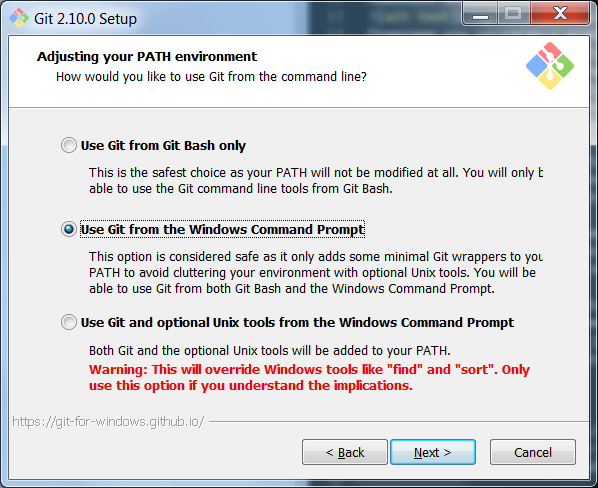 Git 2.10.0 Setup
Adjusting your PATH environment
How would you like to use Git from the command line?
Use Git from Git Bash only
This is the safest choice as your PATH will not be modified at all. You will only b
able to use the Git command line tools from Git Bash.
Use Git from the Windows Command Prompt
This option is considered safe as it only adds some minimal Git wrappers to you
PATH to avoid cluttering your environment with optional Unix tools. You will be
able to use Git from both Git Bash and the Windows Command Prompt.
Use Git and optional Unix tools from the Windows Command Prompt
Both Git and the optional Unix tools will be added to your PATH.
Warning: This will override Windows tools like "find" and "sort". Only
use this option if you understand the implications.
https://git-for-windows.github.io/
< Back
Next >
Cancel